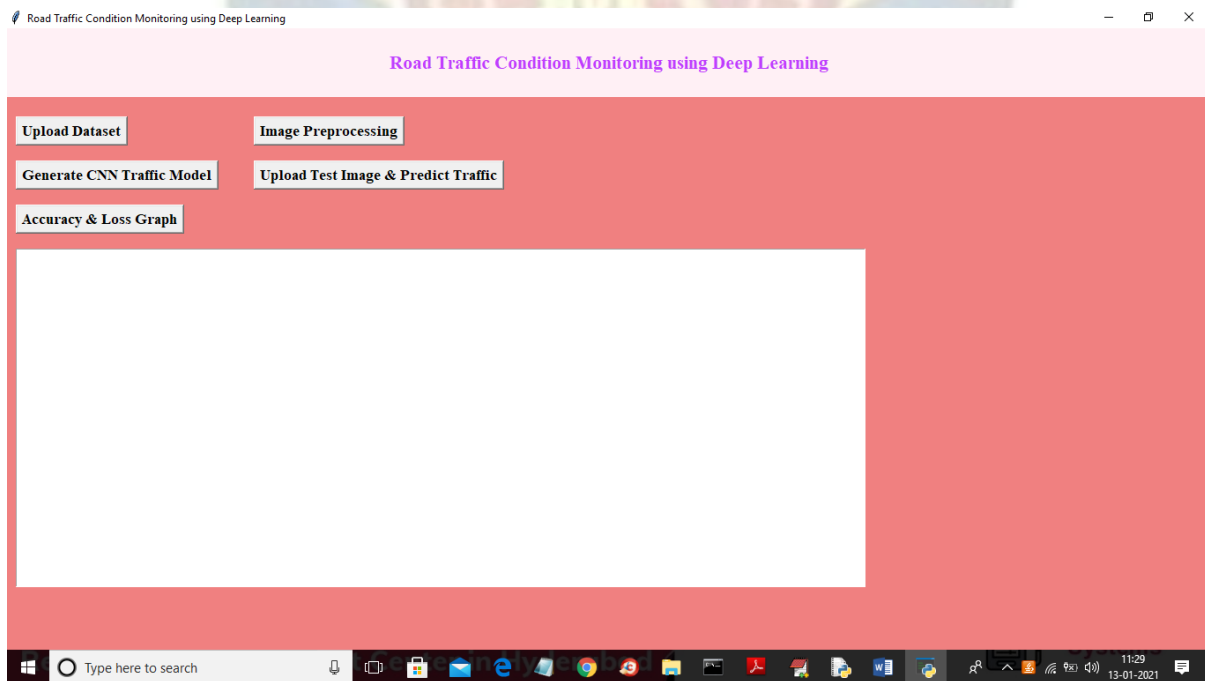 Road Traffic Condition Monitoring using Deep Learning
Road Traffic Condition Monitoring using Deep Learning
Upload Dataset
Image Preprocessing
Generate CNN Traffic Model
Upload Test Image & Predict Traffic
Accuracy & Loss Graph
Type here to search
11:29
13-01-2021